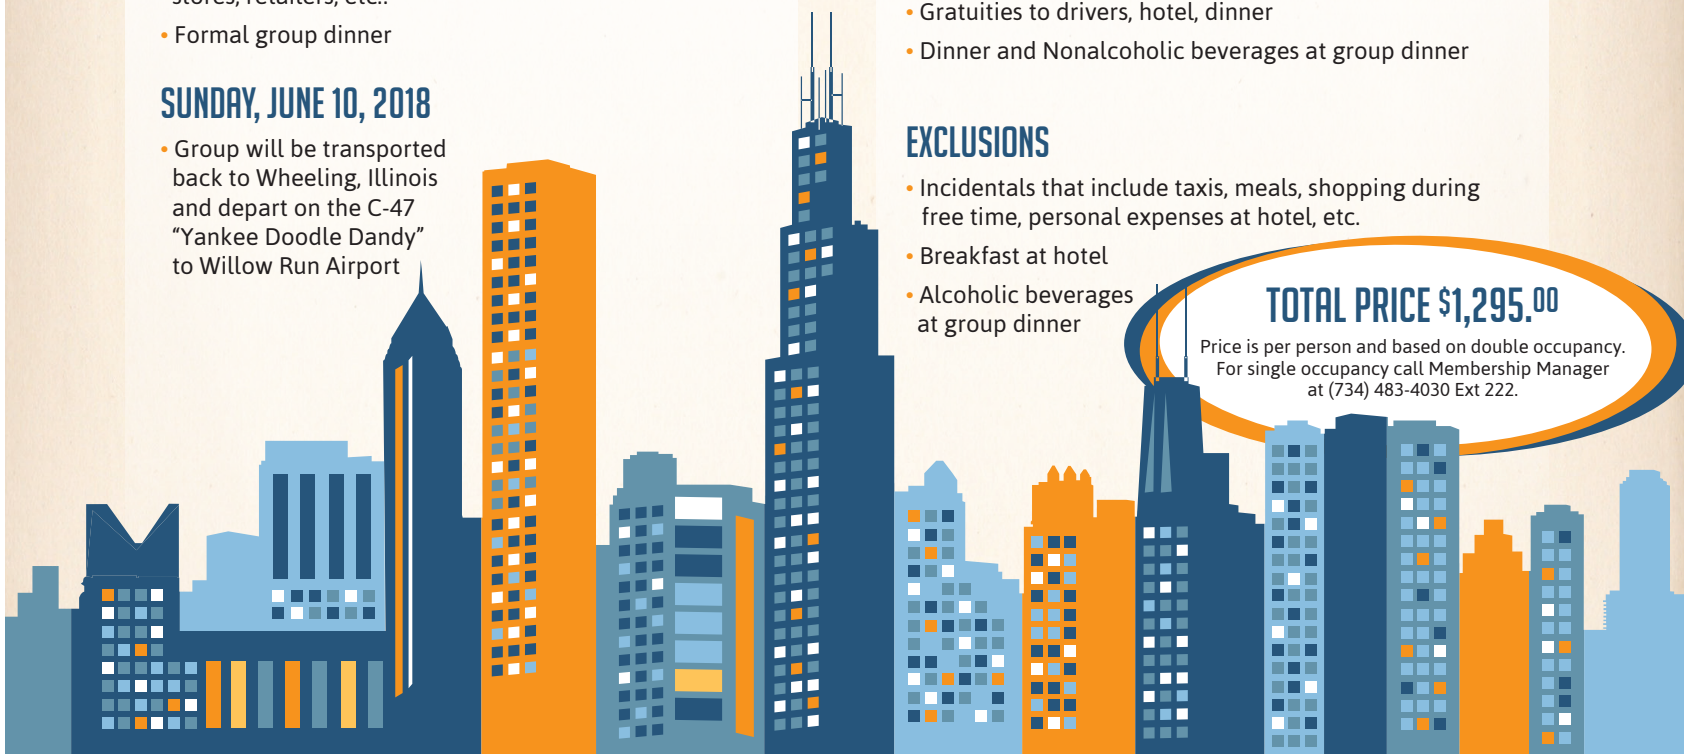 stores, retailers, etc..
• Formal group dinner
SUNDAY, JUNE 10, 2018
• Group will be transported
back to Wheeling, Illinois
and depart on the C-47
“Yankee Doodle Dandy”
to Willow Run Airport
• Gratuities to drivers, hotel, dinner
• Dinner and Nonalcoholic beverages at group dinner
EXCLUSIONS
• Incidentals that include taxis, meals, shopping during
free time, personal expenses at hotel, etc.
• Breakfast at hotel
• Alcoholic beverages
at group dinner
TOTAL PRICE $1,295.00
Price is per person and based on double occupancy.
For single occupancy call Membership Manager
at (734) 483-4030 Ext 222.